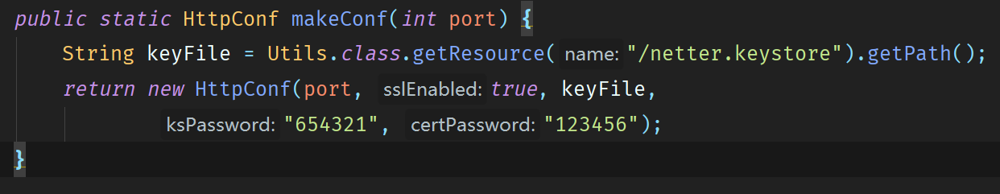 public static HttpConf makeConf(int port) {
String keyFile = Utils.class.getResource( name: "/netter.keystore").getPath();
return new HttpConf(port, sslEnabled: true, keyFile,
ksPassword: "654321", certPassword: "123456");
}